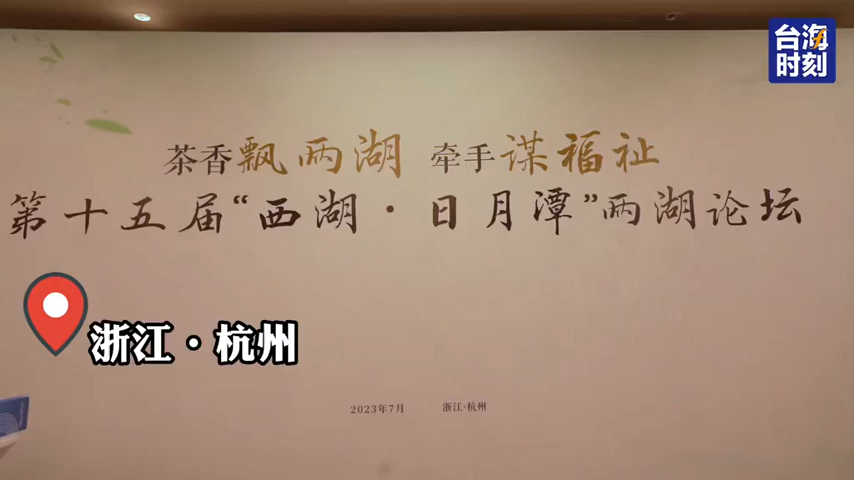 台海
时刻
茶香飘两湖 牵手谋福祉
第十五届“西湖·日月潭”两湖论坛
浙江·杭州
2023年7月 浙江·杭州